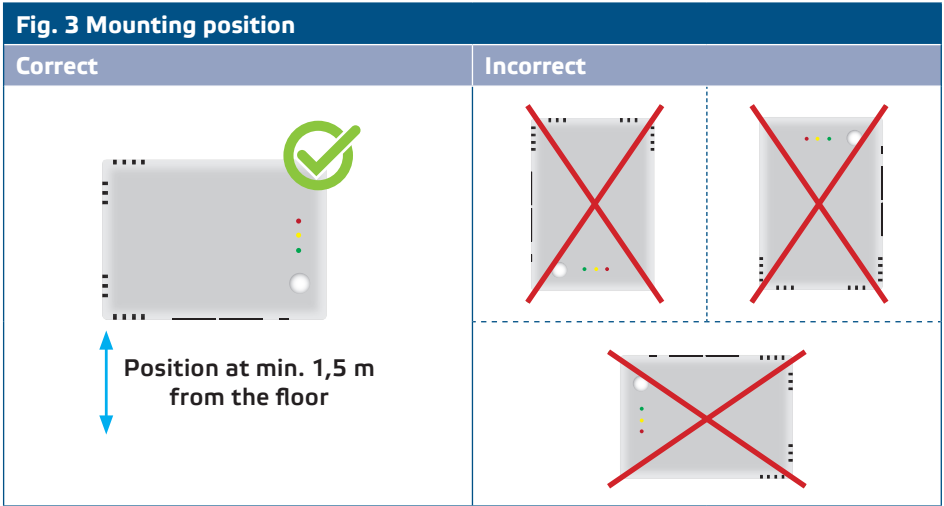 Fig. 3 Mounting position
Correct
Incorrect
Position at min. 1,5 m
from the floor